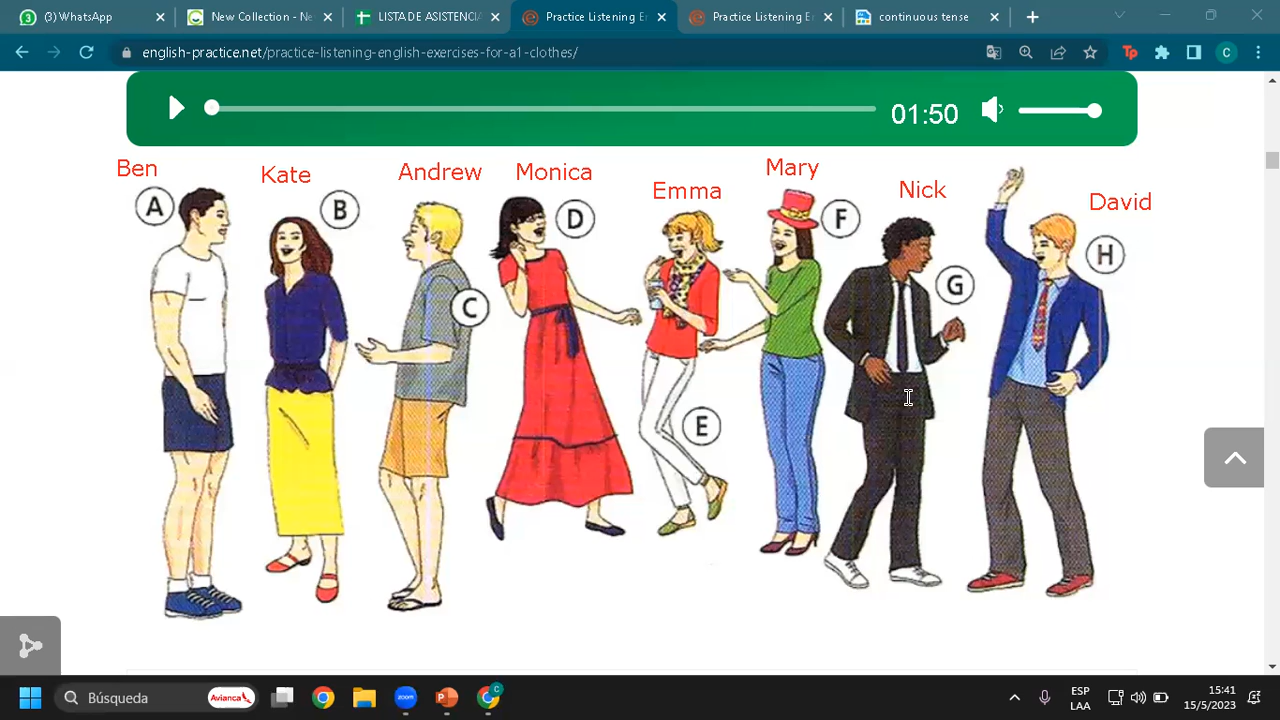 (3) WhatsApp
New Collection - N
LISTA DE ASISTENCIA
Practice Listening E
Practice Listening E
continuous tense
english-practice.net/practice-listening-english-exercises-for-a1-clothes/
C
01:50
Ben
Kate
Andrew
Monica
Emma
Mary
Nick
David
A
B
C
D
E
F
G
H
Búsqueda
Avianca
zoom
ESP
LAA
15:41
15/5/2023